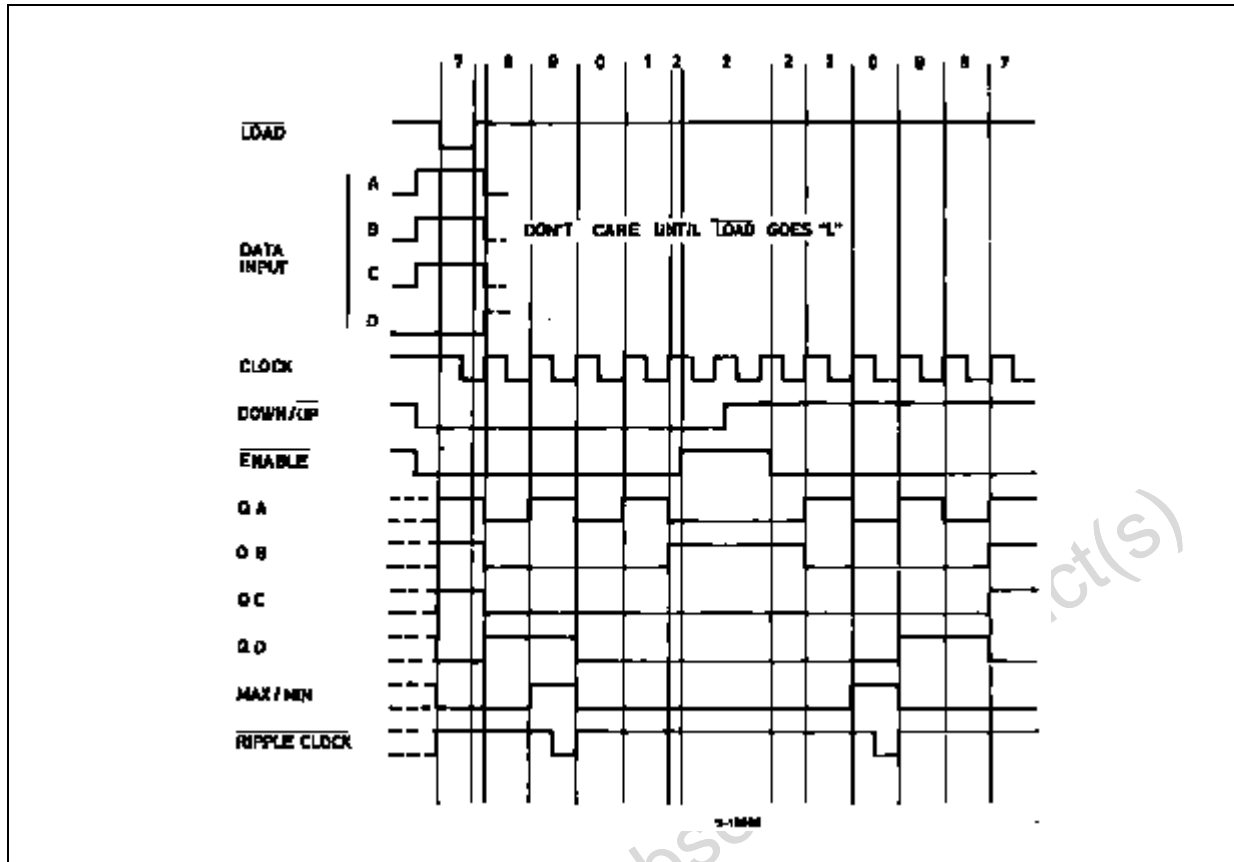 7 8 9 0 1 2 2 2 1 0 9 8 7
LOAD
A
B
DON'T CARE UNTIL LOAD GOES "L"
DATA
INPUT
C
D
CLOCK
DOWN/UP
ENABLE
Q A
Q B
Q C
Q D
MAX / MIN
RIPPLE CLOCK
ct(s)